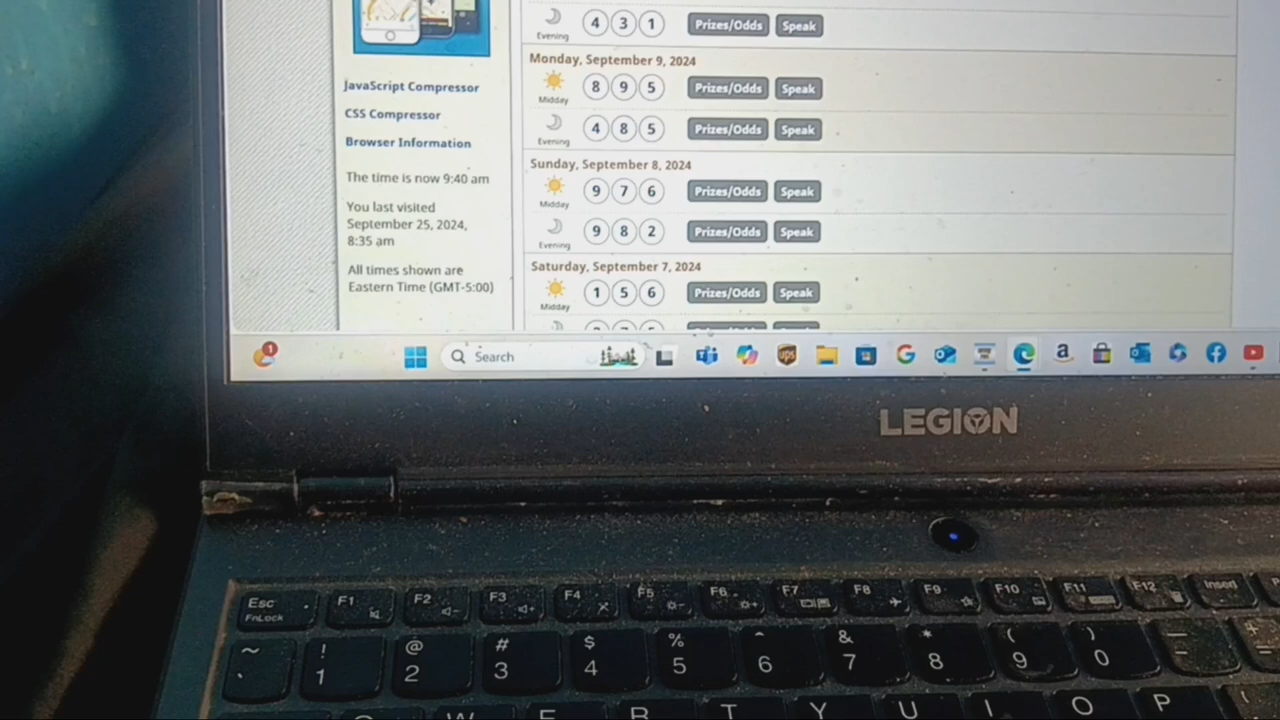 Evening 4 3 1 Prizes/Odds Speak
Monday, September 9, 2024
Midday 8 9 5 Prizes/Odds Speak
Evening 4 8 5 Prizes/Odds Speak
Sunday, September 8, 2024
Midday 9 7 6 Prizes/Odds Speak
Evening 9 8 2 Prizes/Odds Speak
Saturday, September 7, 2024
Midday 1 5 6 Prizes/Odds Speak
JavaScript Compressor
CSS Compressor
Browser Information
The time is now 9:40 am
You last visited
September 25, 2024,
8:35 am
All times shown are
Eastern Time (GMT-5:00)
1
Search
ups
G
a
LEGION
Esc F1 F2 F3 F4 F5 F6 F7 F8 F9 F10 F11 F12 Insert
FnLock
~ ! @ # $ % ^ & * ( ) —
` 1 2 3 4 5 6 7 8 9 0
W E R T Y U I O P